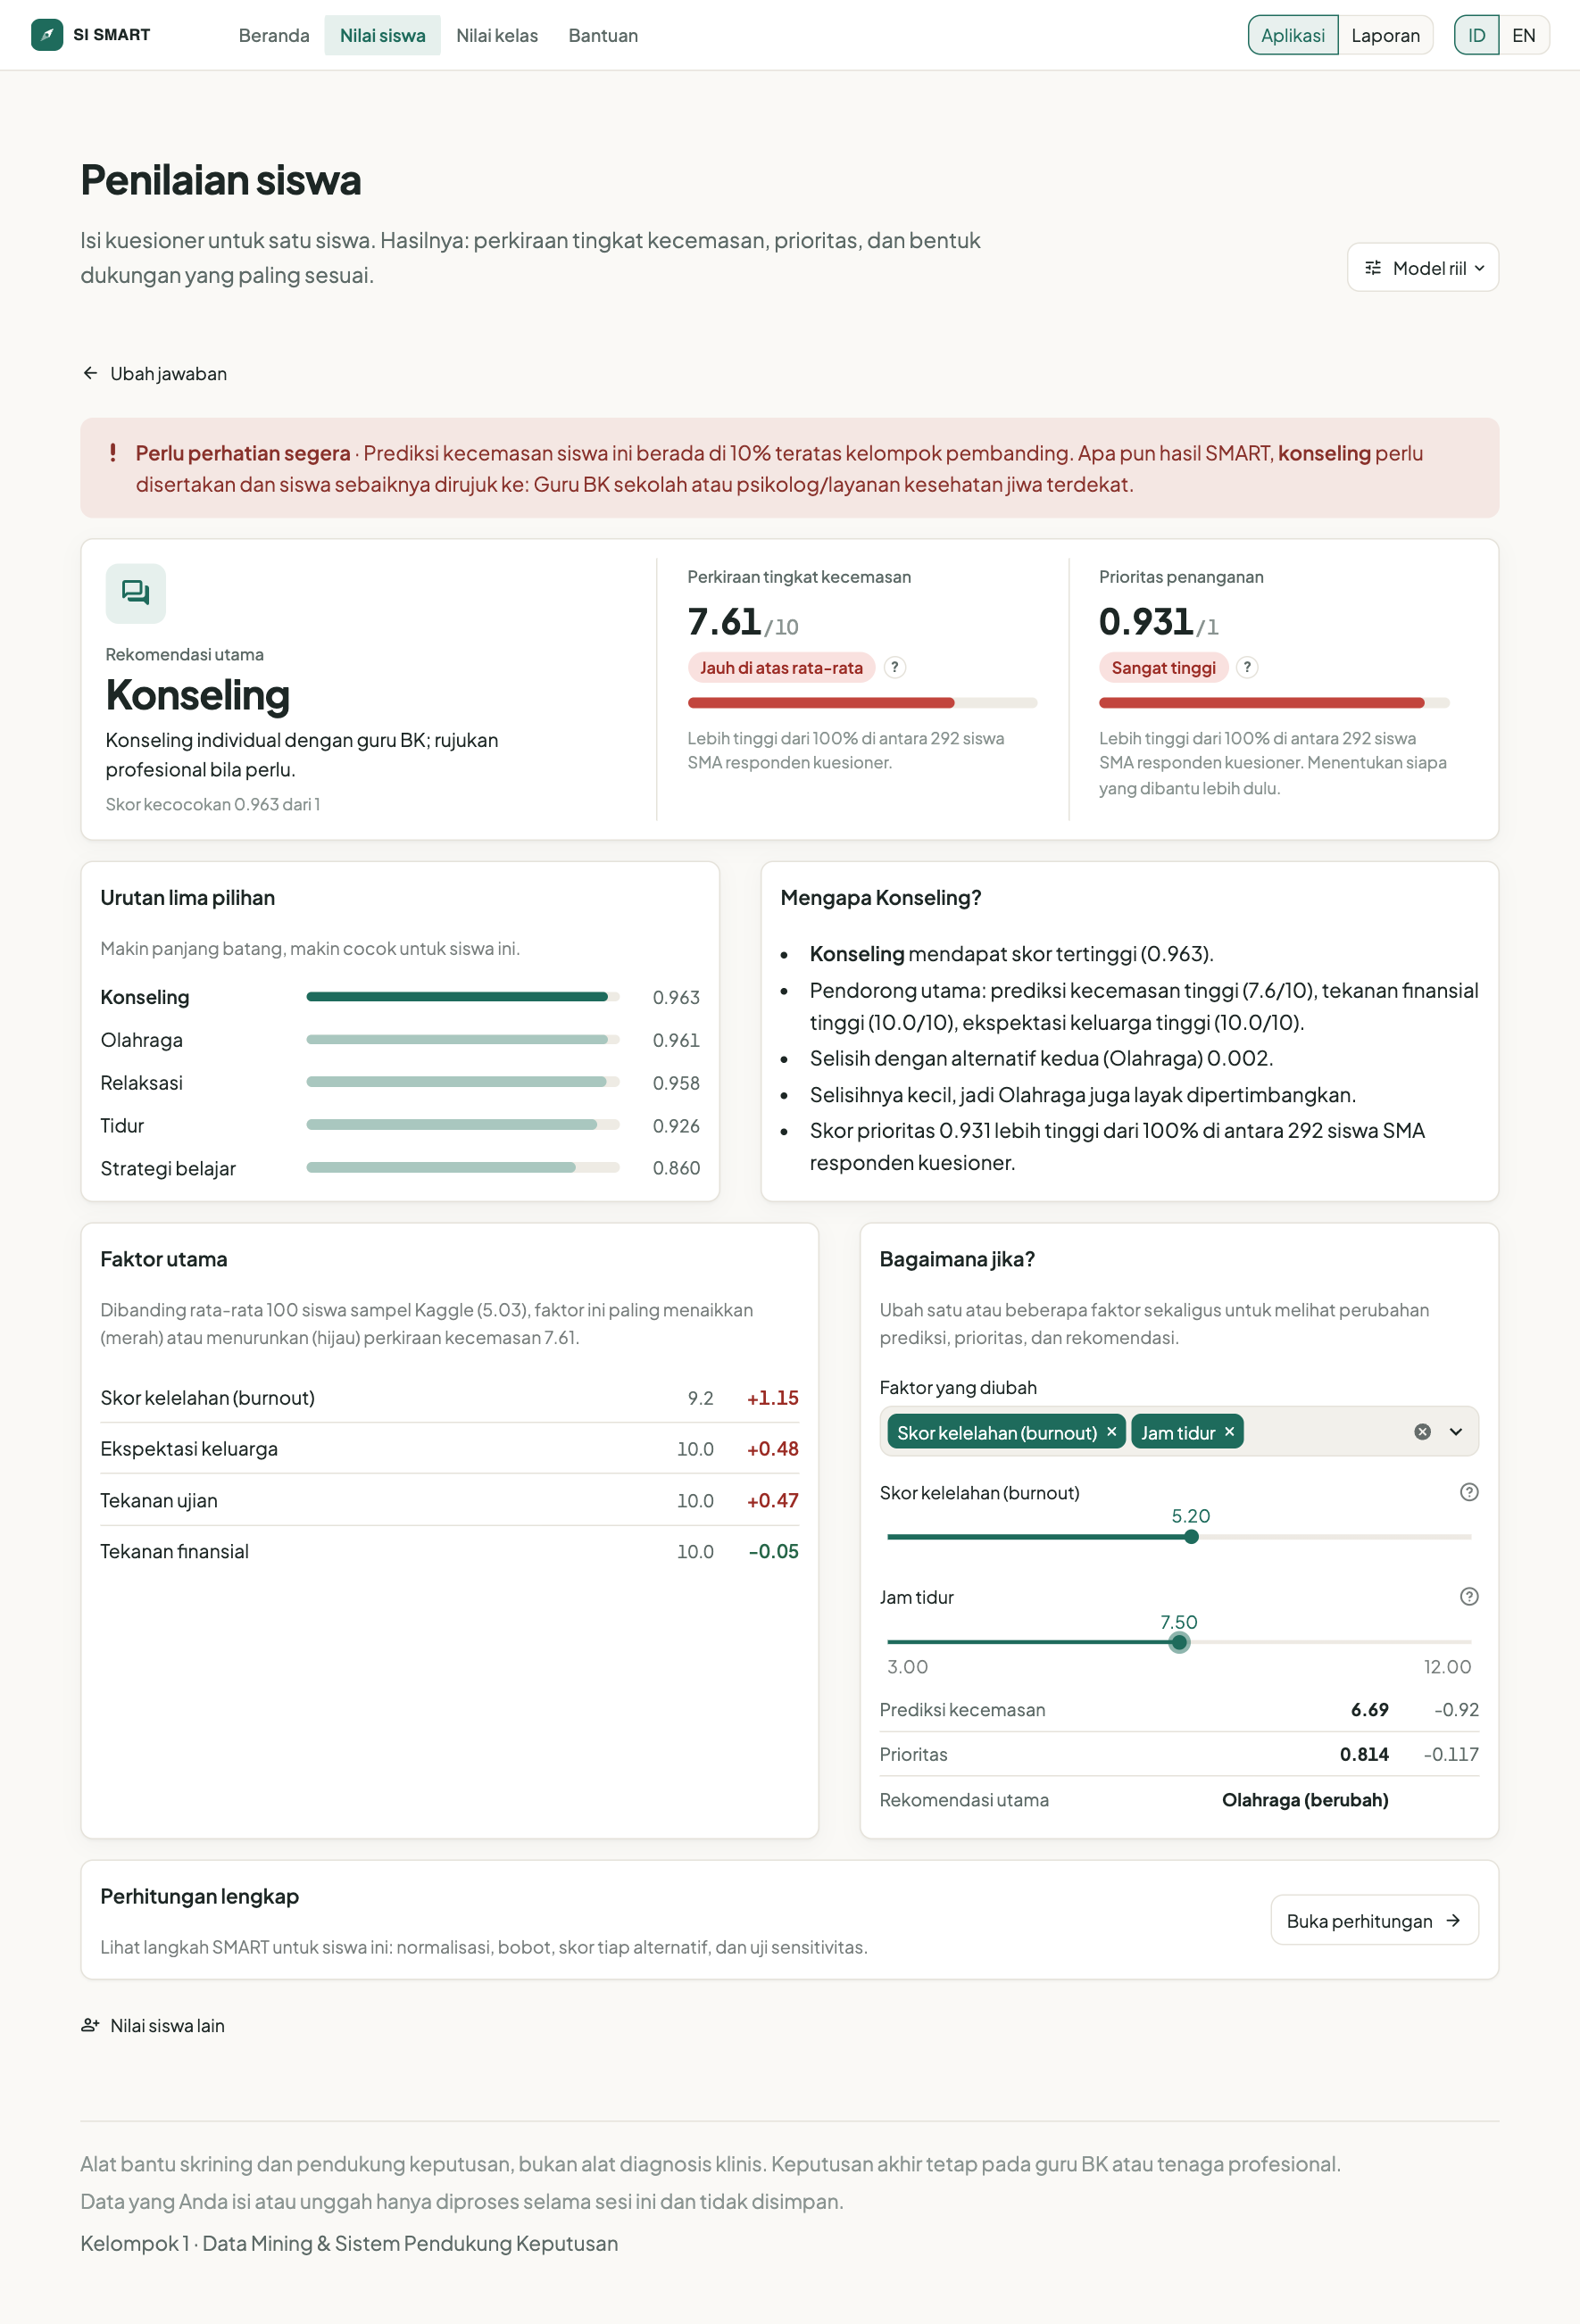 SI SMART
Beranda
Nilai siswa
Nilai kelas
Bantuan
Aplikasi
Laporan
ID
EN
Penilaian siswa
Isi kuesioner untuk satu siswa. Hasilnya: perkiraan tingkat kecemasan, prioritas, dan bentuk
dukungan yang paling sesuai.
Model riil
Ubah jawaban
Perlu perhatian segera · Prediksi kecemasan siswa ini berada di 10% teratas kelompok pembanding. Apa pun hasil SMART, konseling perlu
disertakan dan siswa sebaiknya dirujuk ke: Guru BK sekolah atau psikolog/layanan kesehatan jiwa terdekat.
Rekomendasi utama
Konseling
Konseling individual dengan guru BK; rujukan
profesional bila perlu.
Skor kecocokan 0.963 dari 1
Perkiraan tingkat kecemasan
7.61/10
Jauh di atas rata-rata ?
Lebih tinggi dari 100% di antara 292 siswa
SMA responden kuesioner.
Prioritas penanganan
0.931/1
Sangat tinggi ?
Lebih tinggi dari 100% di antara 292 siswa
SMA responden kuesioner. Menentukan siapa
yang dibantu lebih dulu.
Urutan lima pilihan
Makin panjang batang, makin cocok untuk siswa ini.
Konseling 0.963
Olahraga 0.961
Relaksasi 0.958
Tidur 0.926
Strategi belajar 0.860
Mengapa Konseling?
• Konseling mendapat skor tertinggi (0.963).
• Pendorong utama: prediksi kecemasan tinggi (7.6/10), tekanan finansial
tinggi (10.0/10), ekspektasi keluarga tinggi (10.0/10).
• Selisih dengan alternatif kedua (Olahraga) 0.002.
• Selisihnya kecil, jadi Olahraga juga layak dipertimbangkan.
• Skor prioritas 0.931 lebih tinggi dari 100% di antara 292 siswa SMA
responden kuesioner.
Faktor utama
Dibanding rata-rata 100 siswa sampel Kaggle (5.03), faktor ini paling menaikkan
(merah) atau menurunkan (hijau) perkiraan kecemasan 7.61.
Skor kelelahan (burnout) 9.2 +1.15
Ekspektasi keluarga 10.0 +0.48
Tekanan ujian 10.0 +0.47
Tekanan finansial 10.0 -0.05
Bagaimana jika?
Ubah satu atau beberapa faktor sekaligus untuk melihat perubahan
prediksi, prioritas, dan rekomendasi.
Faktor yang diubah
Skor kelelahan (burnout) × Jam tidur ×
Skor kelelahan (burnout) ?
5.20
Jam tidur ?
7.50
3.00 12.00
Prediksi kecemasan 6.69 -0.92
Prioritas 0.814 -0.117
Rekomendasi utama Olahraga (berubah)
Perhitungan lengkap
Lihat langkah SMART untuk siswa ini: normalisasi, bobot, skor tiap alternatif, dan uji sensitivitas.
Buka perhitungan
Nilai siswa lain
Alat bantu skrining dan pendukung keputusan, bukan alat diagnosis klinis. Keputusan akhir tetap pada guru BK atau tenaga profesional.
Data yang Anda isi atau unggah hanya diproses selama sesi ini dan tidak disimpan.
Kelompok 1 · Data Mining & Sistem Pendukung Keputusan